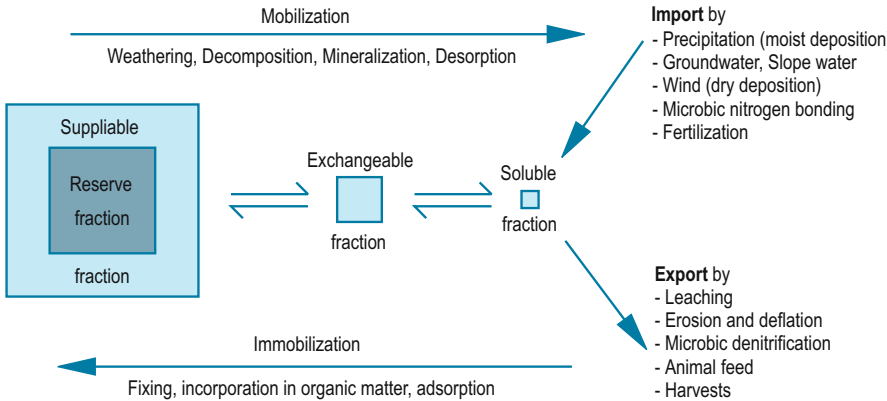 Mobilization
Weathering, Decomposition, Mineralization, Desorption
Import by
- Precipitation (moist deposition
- Groundwater, Slope water
- Wind (dry deposition)
- Microbic nitrogen bonding
- Fertilization
Suppliable
Reserve
fraction
fraction
Exchangeable
fraction
Soluble
fraction
Export by
- Leaching
- Erosion and deflation
- Microbic denitrification
- Animal feed
- Harvests
Immobilization
Fixing, incorporation in organic matter, adsorption